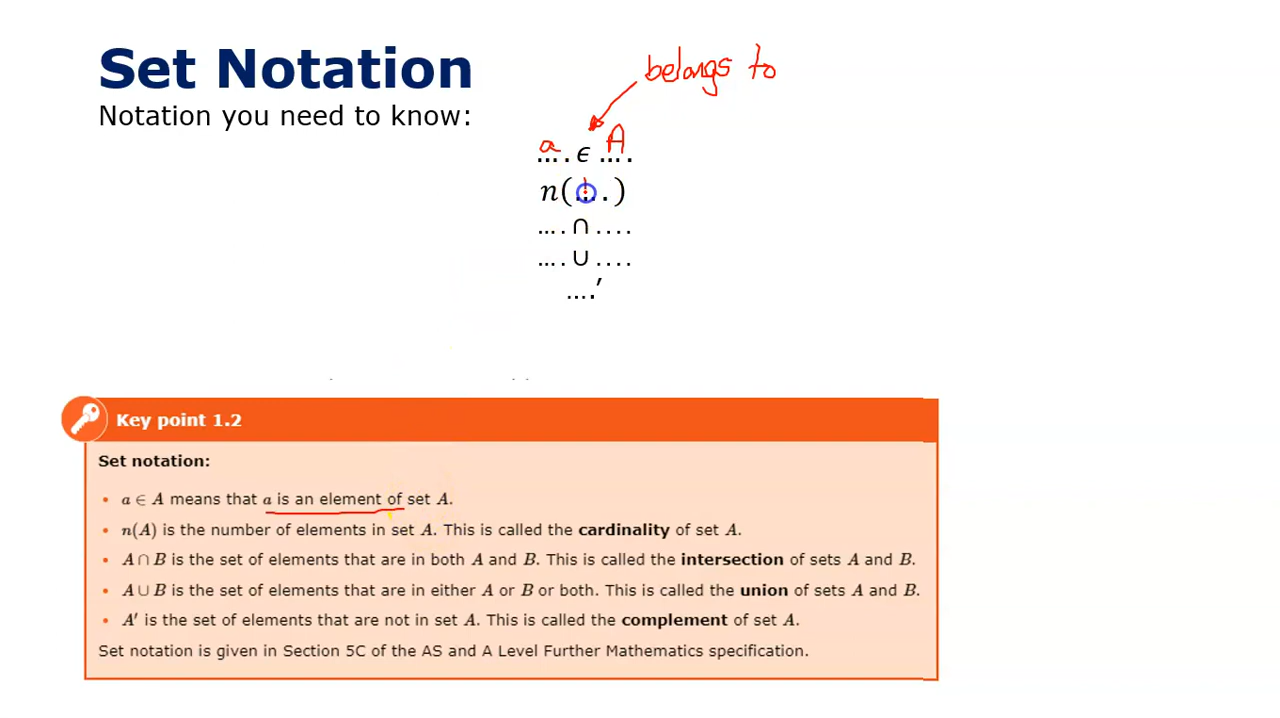 Set Notation
belongs to
Notation you need to know:
a A
.... ∈ ....
n(....)
.... ∩ ....
.... ∪ ....
....′
Key point 1.2
Set notation:
• a ∈ A means that a is an element of set A.
• n(A) is the number of elements in set A. This is called the cardinality of set A.
• A ∩ B is the set of elements that are in both A and B. This is called the intersection of sets A and B.
• A ∪ B is the set of elements that are in either A or B or both. This is called the union of sets A and B.
• A′ is the set of elements that are not in set A. This is called the complement of set A.
Set notation is given in Section 5C of the AS and A Level Further Mathematics specification.